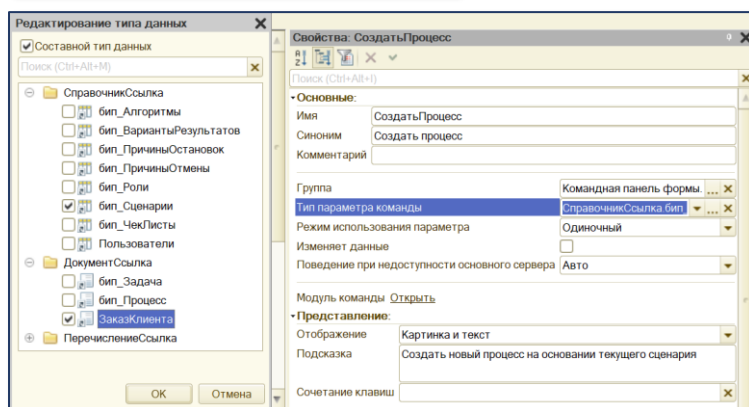 Редактирование типа данных
Составной тип данных
Поиск (Ctrl+Alt+M)
СправочникСсылка
бип_Алгоритмы
бип_ВариантыРезультатов
бип_ПричиныОстановок
бип_ПричиныОтмены
бип_Роли
бип_Сценарии
бип_ЧекЛисты
Пользователи
ДокументСсылка
бип_Задача
бип_Процесс
ЗаказКлиента
ПеречислениеСсылка
ОК
Отмена
Свойства: СоздатьПроцесс
Поиск (Ctrl+Alt+I)
Основные:
Имя СоздатьПроцесс
Синоним Создать процесс
Комментарий
Группа Командная панель формы. ...
Тип параметра команды СправочникСсылка.бип_ ...
Режим использования параметра Одиночный
Изменяет данные
Поведение при недоступности основного сервера Авто
Модуль команды Открыть
Представление:
Отображение Картинка и текст
Подсказка Создать новый процесс на основании текущего сценария
Сочетание клавиш